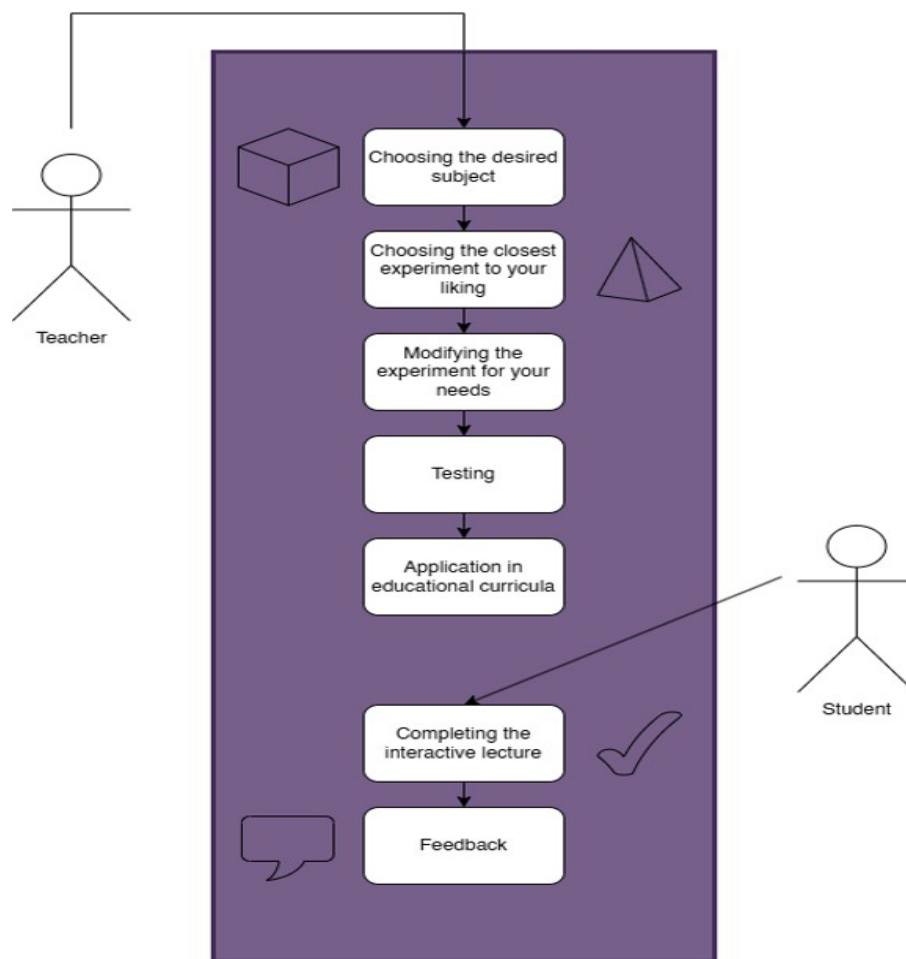 Choosing the desired
subject
Choosing the closest
experiment to your
liking
Teacher
Modifying the
experiment for your
needs
Testing
Application in
educational curricula
Student
Completing the
interactive lecture
Feedback